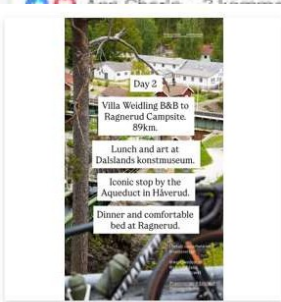 Day 2
Villa Weidling B&B to
Ragnerud Campsite.
89km.
Lunch and art at
Dalslands konstmuseum.
Iconic stop by the
Aqueduct in Håverud.
Dinner and comfortable
bed at Ragnerud.